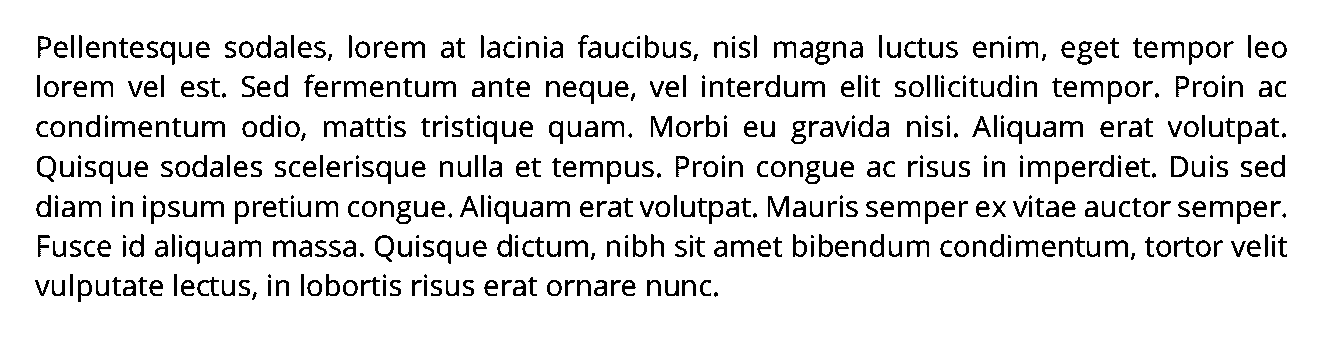 Pellentesque sodales, lorem at lacinia faucibus, nisl magna luctus enim, eget tempor leo
lorem vel est. Sed fermentum ante neque, vel interdum elit sollicitudin tempor. Proin ac
condimentum odio, mattis tristique quam. Morbi eu gravida nisi. Aliquam erat volutpat.
Quisque sodales scelerisque nulla et tempus. Proin congue ac risus in imperdiet. Duis sed
diam in ipsum pretium congue. Aliquam erat volutpat. Mauris semper ex vitae auctor semper.
Fusce id aliquam massa. Quisque dictum, nibh sit amet bibendum condimentum, tortor velit
vulputate lectus, in lobortis risus erat ornare nunc.